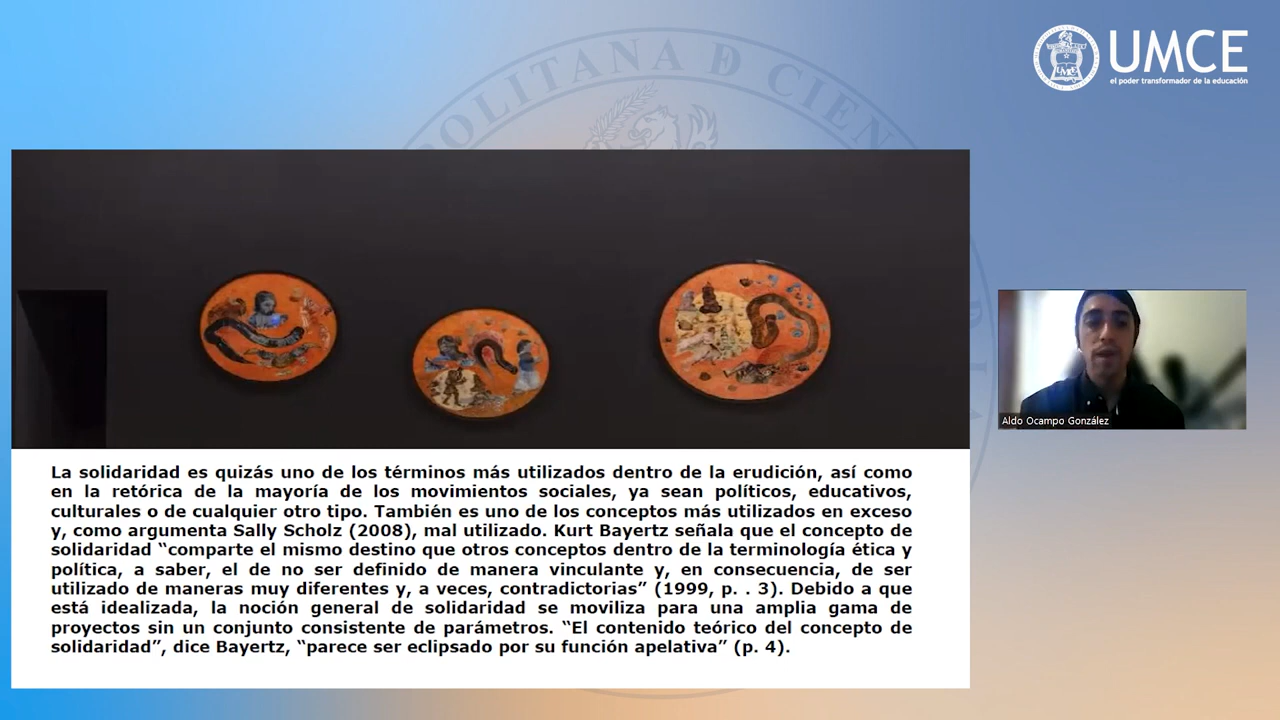 UMCE
el poder transformador de la educación
OLITANA D CIEN
La solidaridad es quizás uno de los términos más utilizados dentro de la erudición, así como
en la retórica de la mayoría de los movimientos sociales, ya sean políticos, educativos,
culturales o de cualquier otro tipo. También es uno de los conceptos más utilizados en exceso
y, como argumenta Sally Scholz (2008), mal utilizado. Kurt Bayertz señala que el concepto de
solidaridad “comparte el mismo destino que otros conceptos dentro de la terminología ética y
política, a saber, el de no ser definido de manera vinculante y, en consecuencia, de ser
utilizado de maneras muy diferentes y, a veces, contradictorias” (1999, p. . 3). Debido a que
está idealizada, la noción general de solidaridad se moviliza para una amplia gama de
proyectos sin un conjunto consistente de parámetros. “El contenido teórico del concepto de
solidaridad”, dice Bayertz, “parece ser eclipsado por su función apelativa” (p. 4).
Aldo Ocampo González